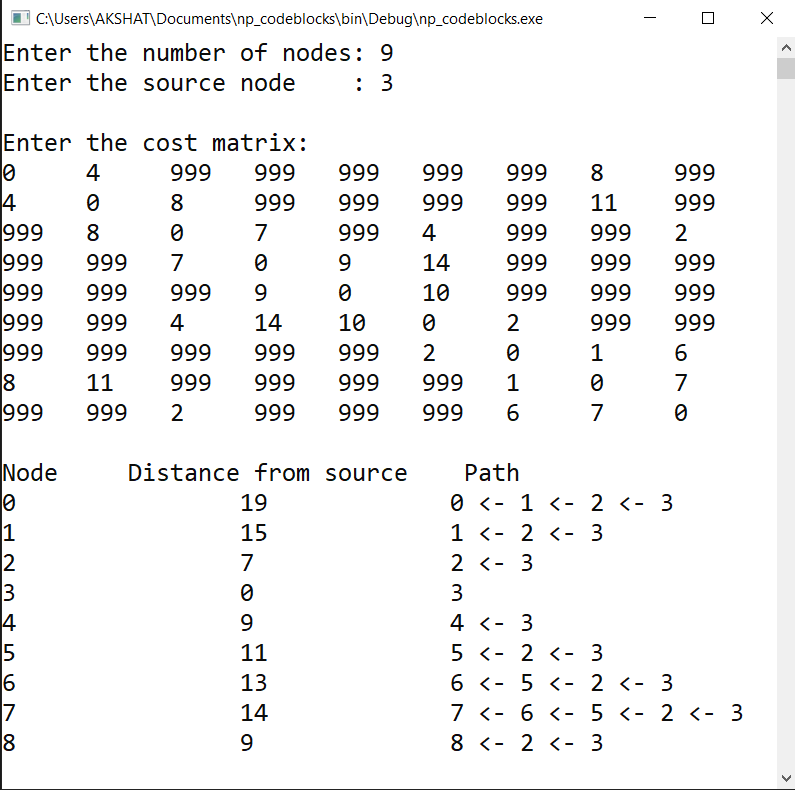 C:\Users\AKSHAT\Documents\np_codeblocks\bin\Debug\np_codeblocks.exe
Enter the number of nodes: 9
Enter the source node    : 3
Enter the cost matrix:
0     4     999   999   999   999   999   8     999
4     0     8     999   999   999   999   11    999
999   8     0     7     999   4     999   999   2
999   999   7     0     9     14    999   999   999
999   999   999   9     0     10    999   999   999
999   999   4     14    10    0     2     999   999
999   999   999   999   999   2     0     1     6
8     11    999   999   999   999   1     0     7
999   999   2     999   999   999   6     7     0
Node     Distance from source    Path
0                19             0 <- 1 <- 2 <- 3
1                15             1 <- 2 <- 3
2                7              2 <- 3
3                0              3
4                9              4 <- 3
5                11             5 <- 2 <- 3
6                13             6 <- 5 <- 2 <- 3
7                14             7 <- 6 <- 5 <- 2 <- 3
8                9              8 <- 2 <- 3